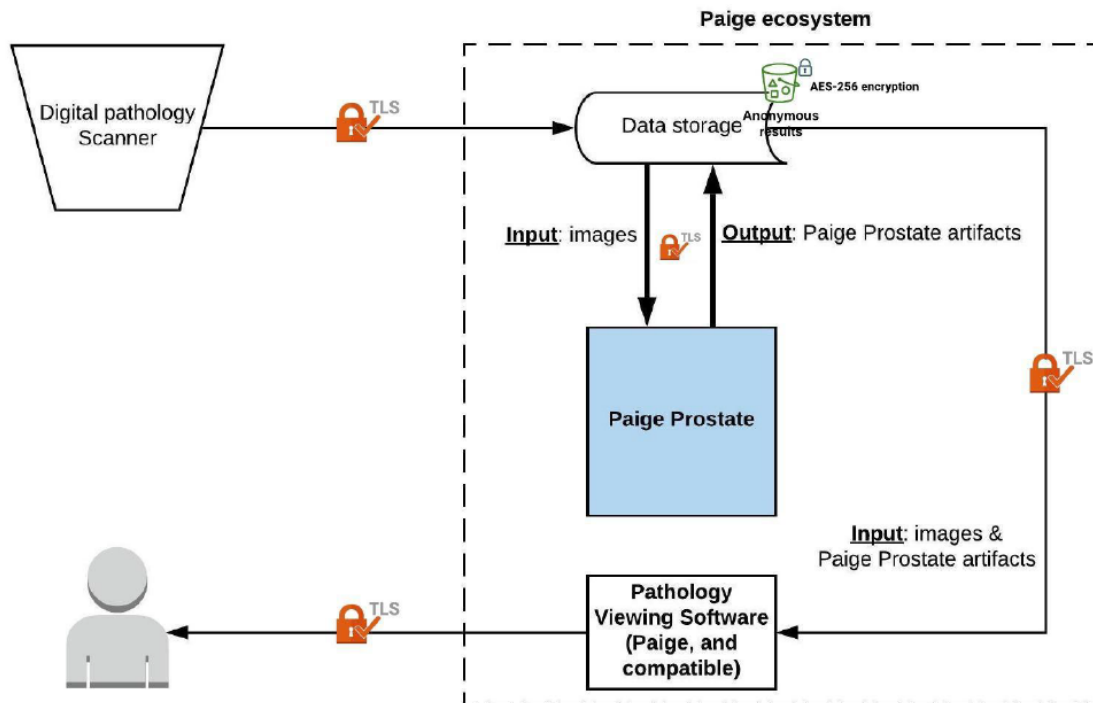 Paige ecosystem
Digital pathology
Scanner
TLS
Data storage
AES-256 encryption
Anonymous
results
Input: images
TLS
Output: Paige Prostate artifacts
Paige Prostate
TLS
Input: images &
Paige Prostate artifacts
Pathology
Viewing Software
(Paige, and
compatible)
TLS